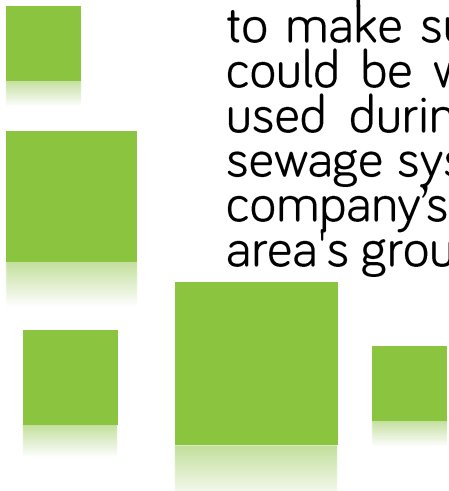 to make su
could be w
used durin
sewage sys
company's
area's grou